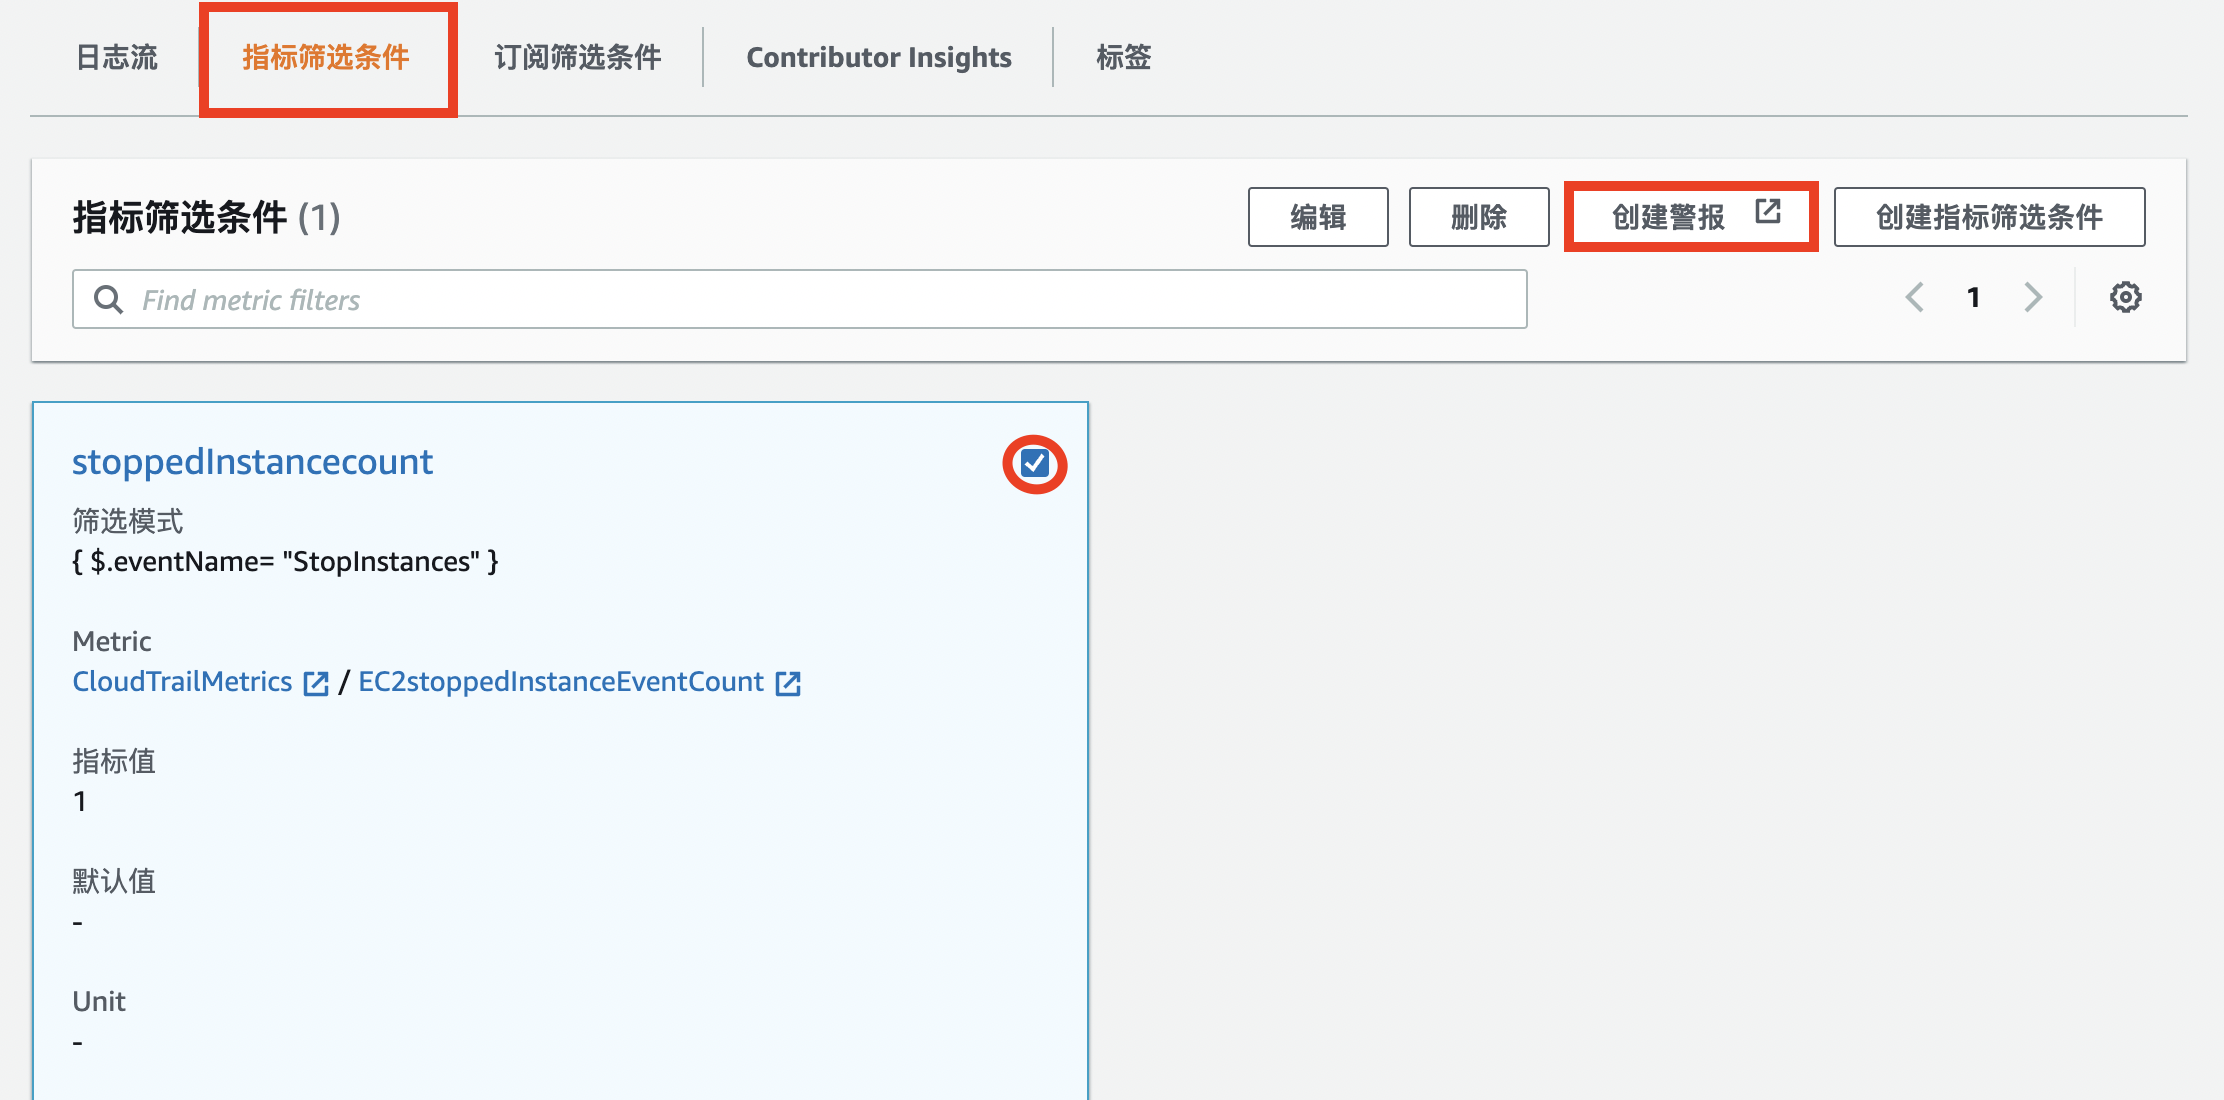 日志流 指标筛选条件 订阅筛选条件 Contributor Insights 标签
指标筛选条件 (1) 编辑 删除 创建警报 创建指标筛选条件
Find metric filters 1
stoppedInstancecount
筛选模式
{ $.eventName= "StopInstances" }
Metric
CloudTrailMetrics / EC2stoppedInstanceEventCount
指标值
1
默认值
-
Unit
-